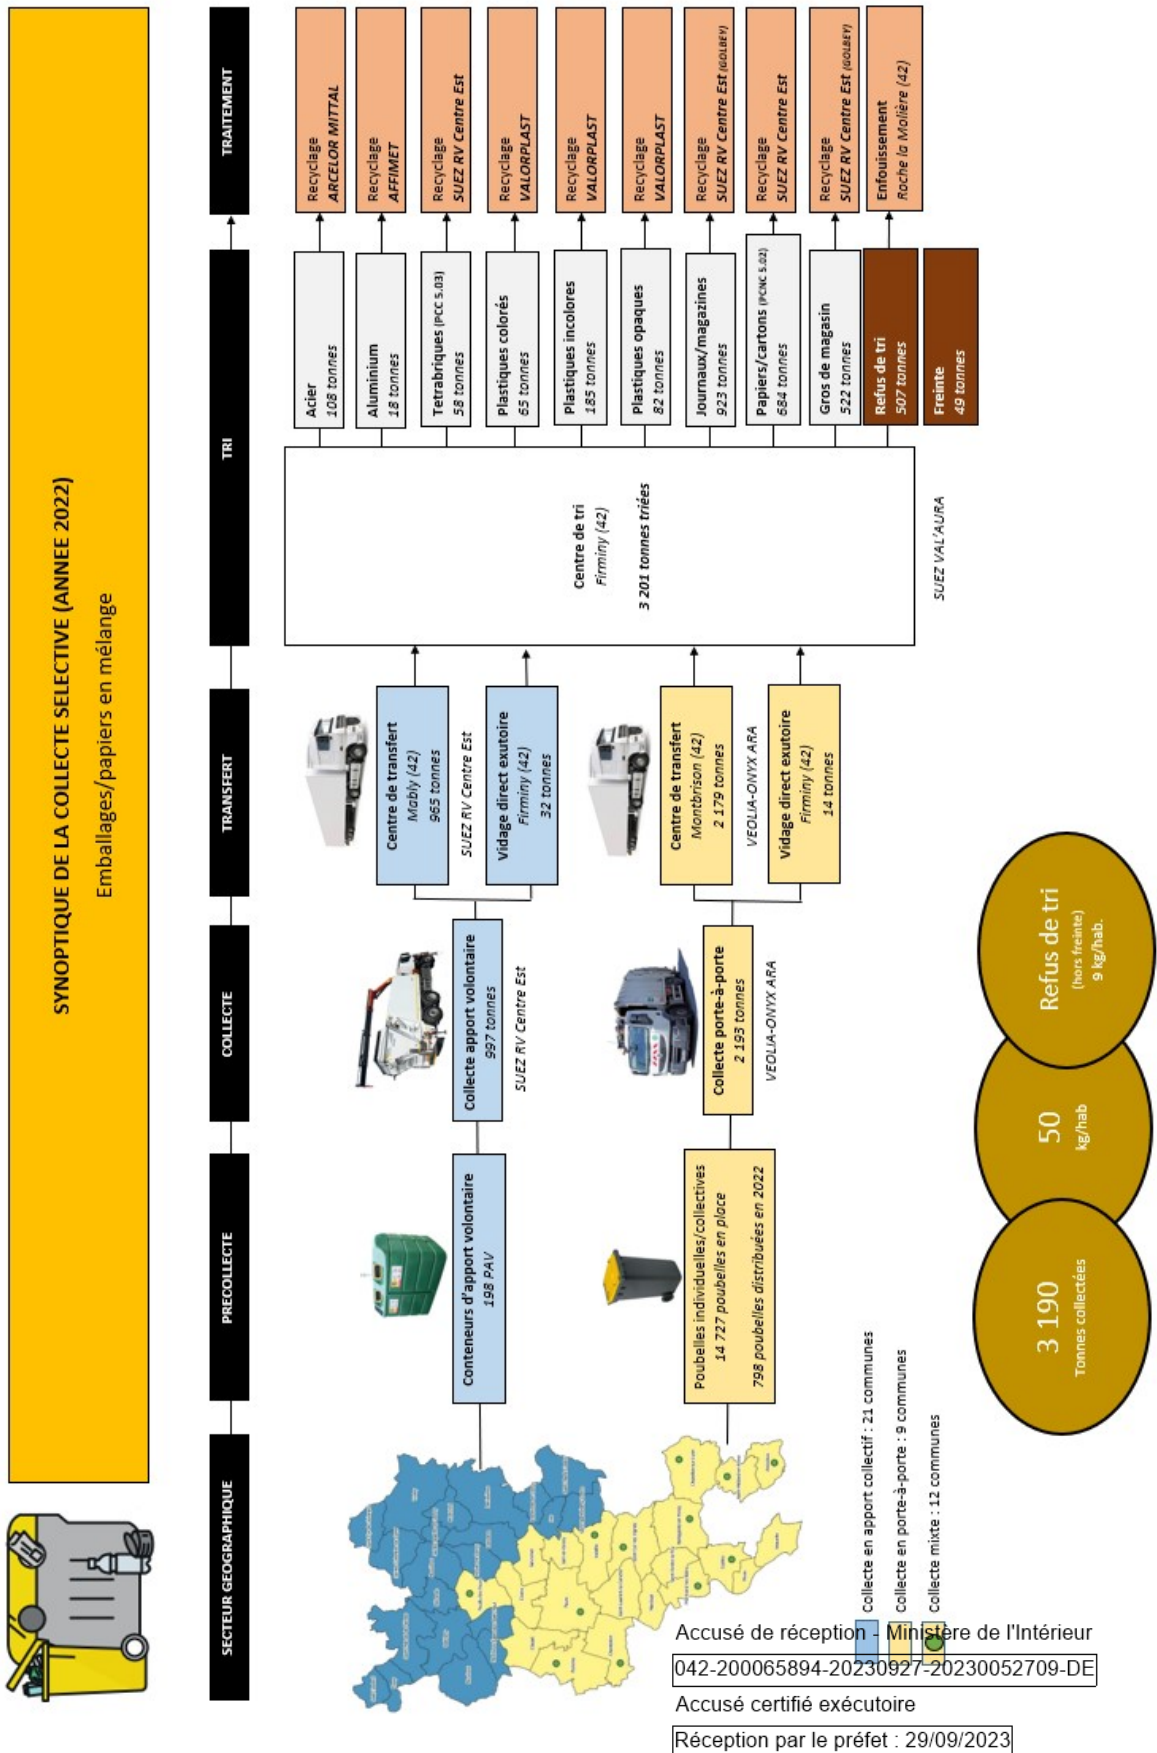 SYNOPTIQUE DE LA COLLECTE SELECTIVE (ANNEE 2022)
Emballages/papiers en mélange
SECTEUR GEOGRAPHIQUE
PRECOLLECTE
COLLECTE
TRANSFERT
TRI
TRAITEMENT
Conteneurs d'apport volontaire
198 PAV
Collecte apport volontaire
997 tonnes
SUEZ RV Centre Est
Centre de transfert
Mably (42)
965 tonnes
SUEZ RV Centre Est
Vidage direct exutoire
Firminy (42)
32 tonnes
Poubelles individuelles/collectives
14 727 poubelles en place
798 poubelles distribuées en 2022
Collecte porte-à-porte
2 193 tonnes
VEOLIA-ONYX ARA
Centre de transfert
Montbrison (42)
2 179 tonnes
VEOLIA-ONYX ARA
Vidage direct exutoire
Firminy (42)
14 tonnes
Centre de tri
Firminy (42)
3 201 tonnes triées
SUEZ VAL'AURA
Acier
108 tonnes
Recyclage
ARCELOR MITTAL
Aluminium
18 tonnes
Recyclage
AFFIMET
Tetrabriques (PCC 5.03)
58 tonnes
Recyclage
SUEZ RV Centre Est
Plastiques colorés
65 tonnes
Recyclage
VALORPLAST
Plastiques incolores
185 tonnes
Recyclage
VALORPLAST
Plastiques opaques
82 tonnes
Recyclage
VALORPLAST
Journaux/magazines
923 tonnes
Recyclage
SUEZ RV Centre Est (GOLBEY)
Papiers/cartons (PCNC 5.02)
684 tonnes
Recyclage
SUEZ RV Centre Est
Gros de magasin
522 tonnes
Recyclage
SUEZ RV Centre Est (GOLBEY)
Refus de tri
507 tonnes
Enfouissement
Roche la Molière (42)
Freinte
49 tonnes
Collecte en apport collectif : 21 communes
Collecte en porte-à-porte : 9 communes
Collecte mixte : 12 communes
3 190
Tonnes collectées
50
kg/hab
Refus de tri
(hors freinte)
9 kg/hab.
Accusé de réception - Ministère de l'Intérieur
042-200065894-20230927-20230052709-DE
Accusé certifié exécutoire
Réception par le préfet : 29/09/2023